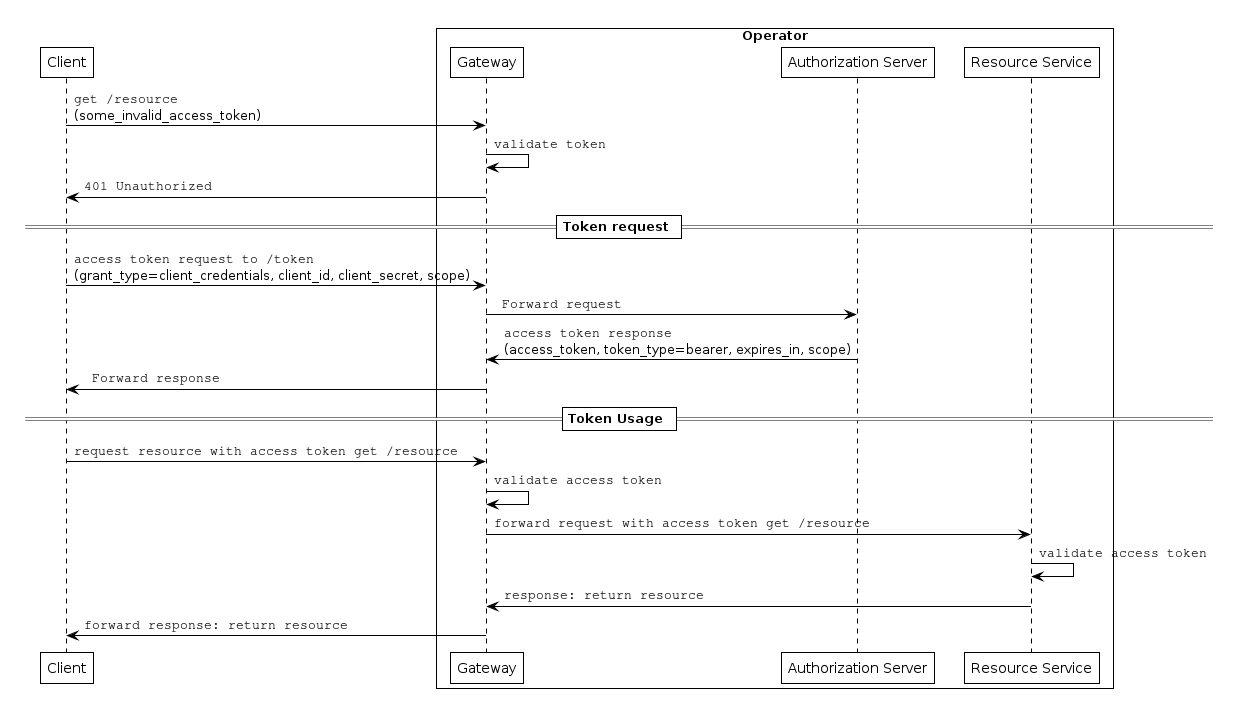 Operator
Client
Gateway
Authorization Server
Resource Service
get /resource
(some_invalid_access_token)
validate token
401 Unauthorized
Token request
access token request to /token
(grant_type=client_credentials, client_id, client_secret, scope)
Forward request
access token response
(access_token, token_type=bearer, expires_in, scope)
Forward response
Token Usage
request resource with access token get /resource
validate access token
forward request with access token get /resource
validate access token
response: return resource
forward response: return resource
Client
Gateway
Authorization Server
Resource Service